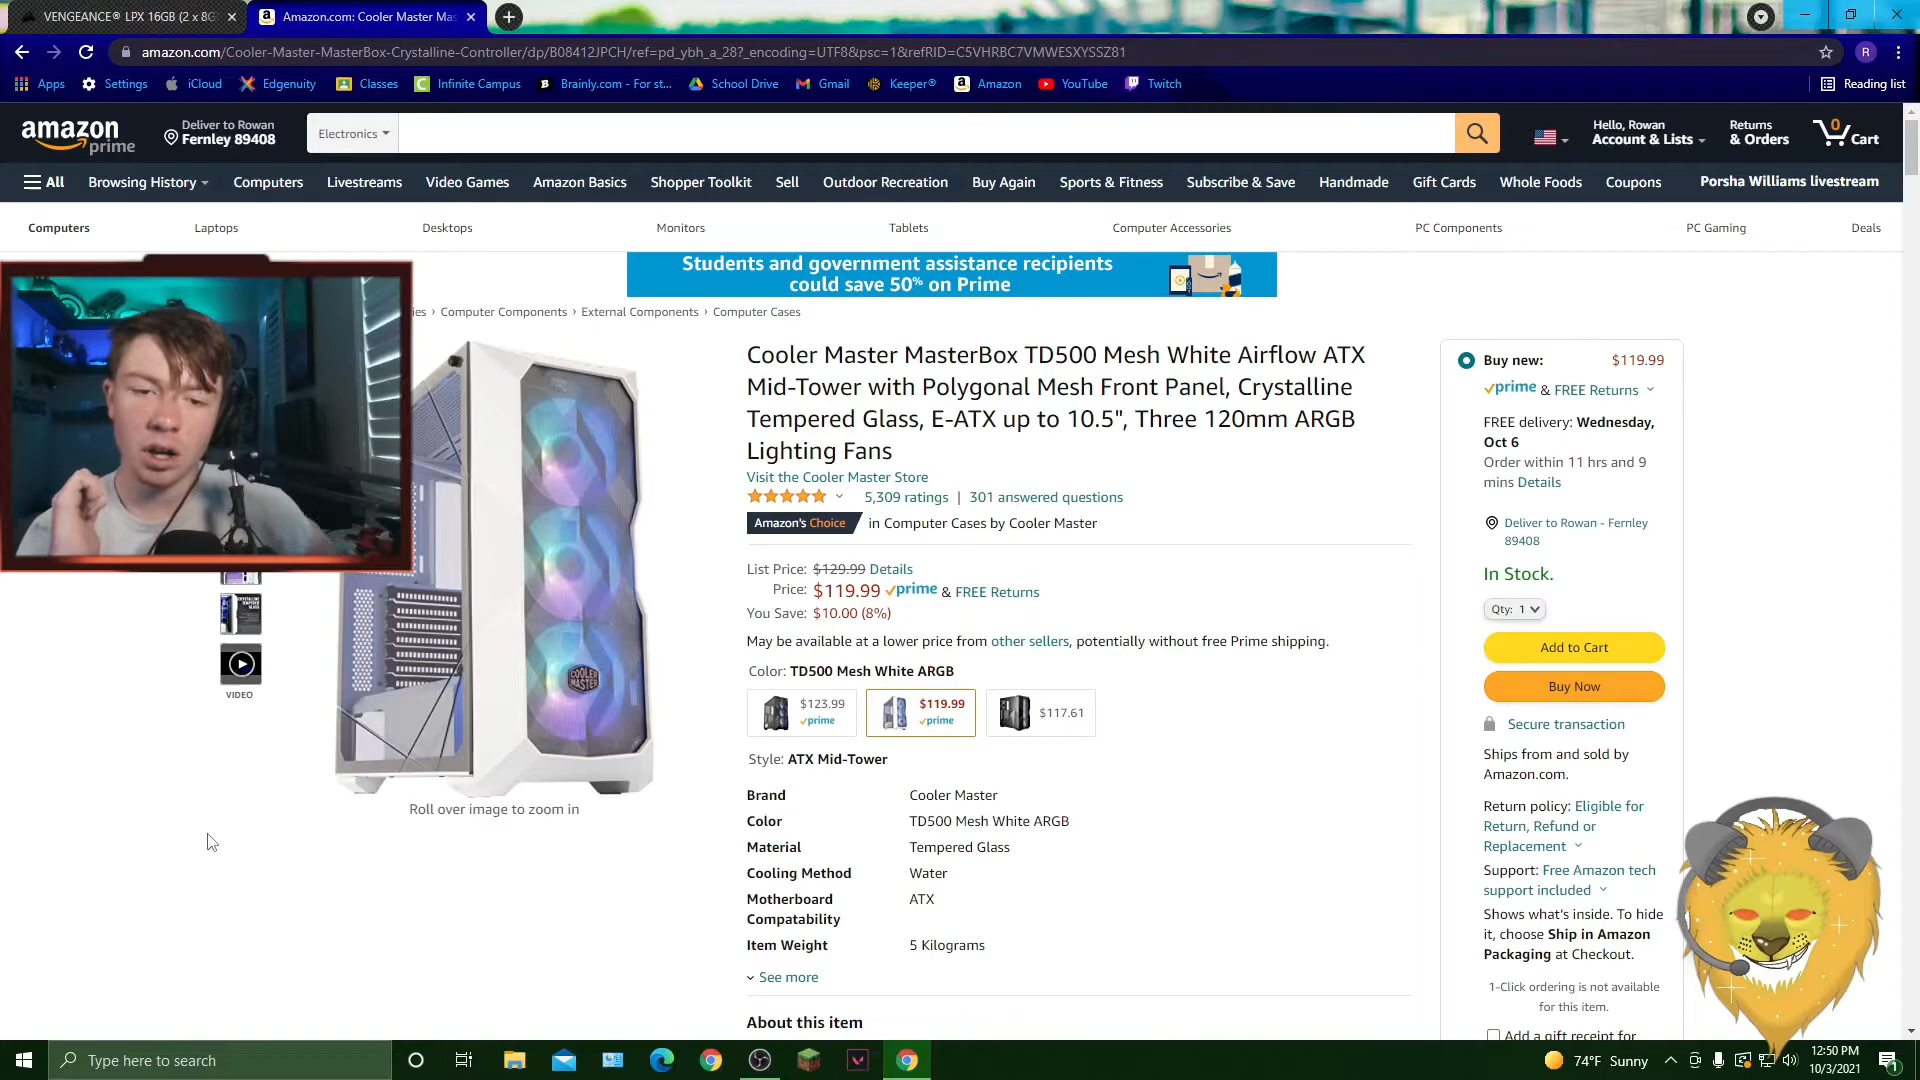 VENGEANCE® LPX 16GB (2 x 8G
Amazon.com: Cooler Master Mas
amazon.com/Cooler-Master-MasterBox-Crystalline-Controller/dp/B08412JPCH/ref=pd_ybh_a_28?_encoding=UTF8&psc=1&refRID=C5VHRBC7VMWESXYSSZ81
R
Apps Settings iCloud Edgenuity Classes Infinite Campus Brainly.com - For st... School Drive Gmail Keeper® Amazon YouTube Twitch Reading list
amazon prime
Deliver to Rowan
Fernley 89408
Electronics
Hello, Rowan
Account & Lists
Returns
& Orders
0
Cart
All Browsing History Computers Livestreams Video Games Amazon Basics Shopper Toolkit Sell Outdoor Recreation Buy Again Sports & Fitness Subscribe & Save Handmade Gift Cards Whole Foods Coupons Porsha Williams livestream
Computers Laptops Desktops Monitors Tablets Computer Accessories PC Components PC Gaming Deals
Students and government assistance recipients
could save 50% on Prime
ies › Computer Components › External Components › Computer Cases
Cooler Master MasterBox TD500 Mesh White Airflow ATX
Mid-Tower with Polygonal Mesh Front Panel, Crystalline
Tempered Glass, E-ATX up to 10.5", Three 120mm ARGB
Lighting Fans
Visit the Cooler Master Store
5,309 ratings | 301 answered questions
Amazon's Choice in Computer Cases by Cooler Master
List Price: $129.99 Details
Price: $119.99 prime & FREE Returns
You Save: $10.00 (8%)
May be available at a lower price from other sellers, potentially without free Prime shipping.
Color: TD500 Mesh White ARGB
$123.99
prime
$119.99
prime
$117.61
Style: ATX Mid-Tower
Brand Cooler Master
Color TD500 Mesh White ARGB
Material Tempered Glass
Cooling Method Water
Motherboard ATX
Compatability
Item Weight 5 Kilograms
See more
About this item
COOLER
MASTER
VIDEO
Roll over image to zoom in
Buy new: $119.99
prime & FREE Returns
FREE delivery: Wednesday,
Oct 6
Order within 11 hrs and 9
mins Details
Deliver to Rowan - Fernley
89408
In Stock.
Qty: 1
Add to Cart
Buy Now
Secure transaction
Ships from and sold by
Amazon.com.
Return policy: Eligible for
Return, Refund or
Replacement
Support: Free Amazon tech
support included
Shows what's inside. To hide
it, choose Ship in Amazon
Packaging at Checkout.
1-Click ordering is not available
for this item.
Add a gift receipt for
Type here to search
74°F Sunny
12:50 PM
10/3/2021
1